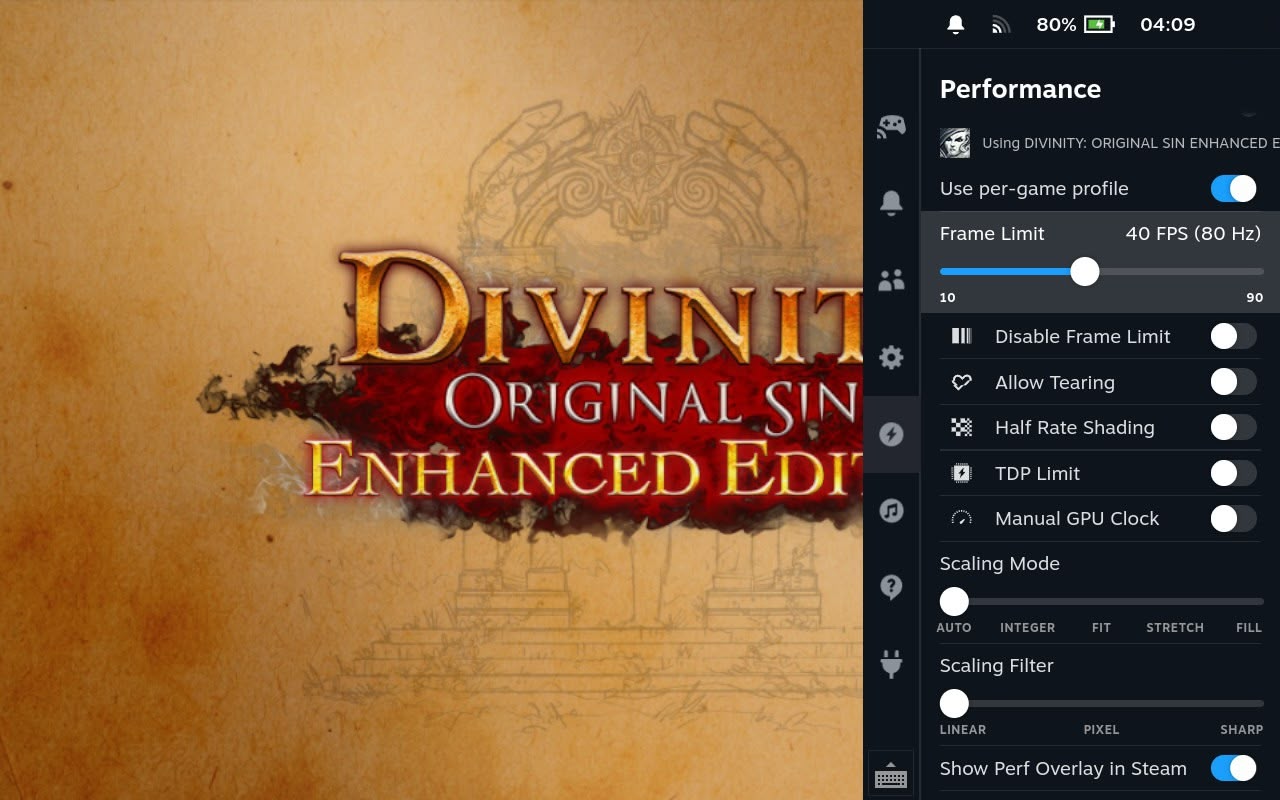 80% 04:09
Performance
Using DIVINITY: ORIGINAL SIN ENHANCED E
Use per-game profile
Frame Limit 40 FPS (80 Hz)
10 90
Disable Frame Limit
Allow Tearing
Half Rate Shading
TDP Limit
Manual GPU Clock
Scaling Mode
AUTO INTEGER FIT STRETCH FILL
Scaling Filter
LINEAR PIXEL SHARP
Show Perf Overlay in Steam
DIVINIT
ORIGINAL SIN
ENHANCED EDIT